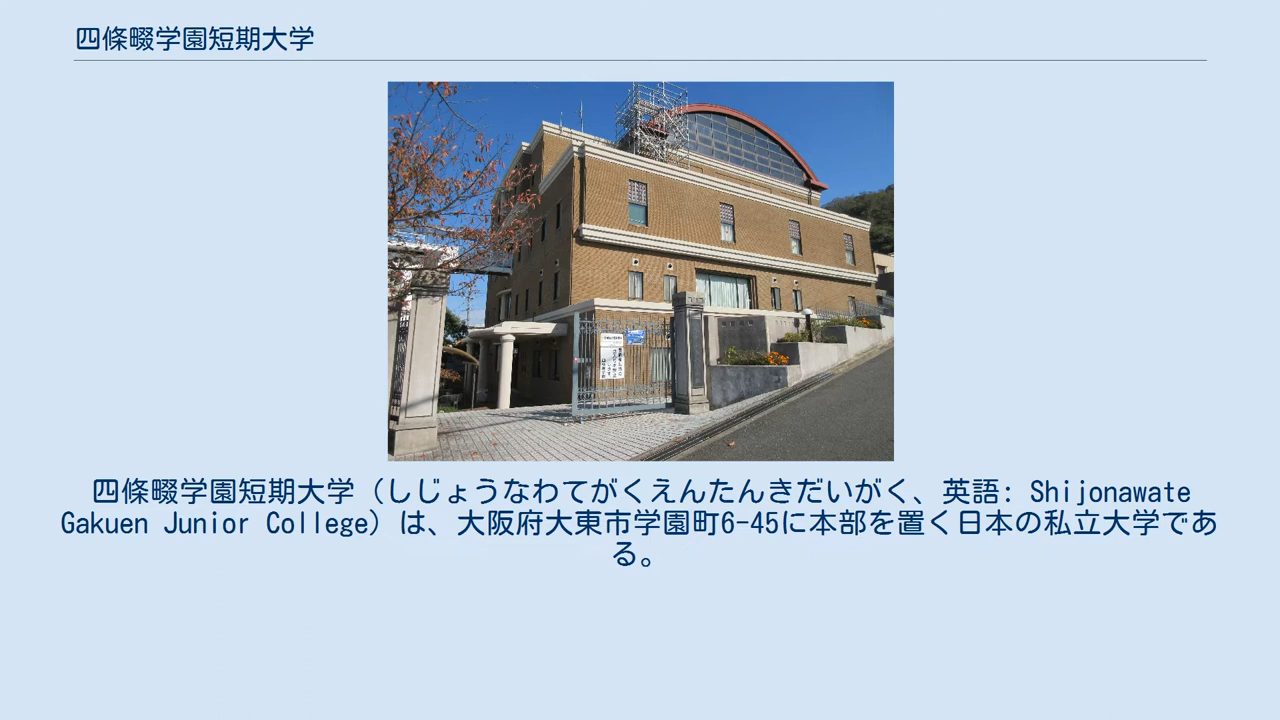 四條畷学園短期大学
四條畷学園短期大学（しじょうなわてがくえんたんきだいがく、英語: Shijonawate
Gakuen Junior College）は、大阪府大東市学園町6-45に本部を置く日本の私立大学であ
る。